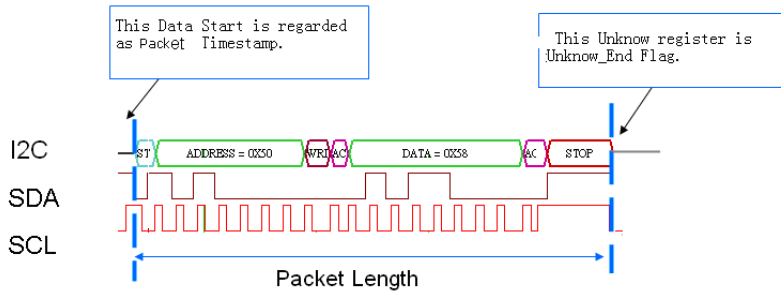 This Data Start is regarded
as Packet Timestamp.
This Unknow register is
Unknow_End Flag.
I2C
ST ADDRESS = 0X50 WRI AC DATA = 0X58 AC STOP
SDA
SCL
Packet Length